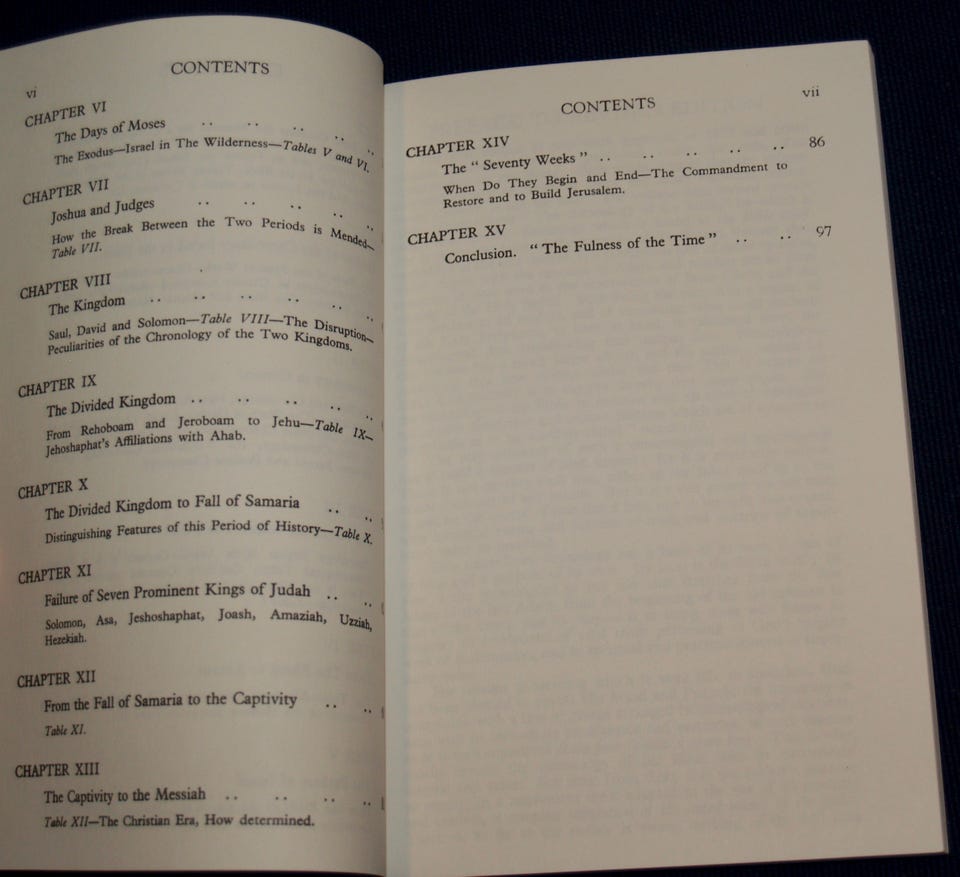 vi
CONTENTS
CHAPTER VI
The Days of Moses .. .. .. .. ..
The Exodus—Israel in The Wilderness—Tables V and VI.
CHAPTER VII
Joshua and Judges .. .. .. .. ..
How the Break Between the Two Periods is Mended—
Table VII.
CHAPTER VIII
The Kingdom .. .. .. .. .. ..
Saul, David and Solomon—Table VIII—The Disruption—
Peculiarities of the Chronology of the Two Kingdoms.
CHAPTER IX
The Divided Kingdom .. .. .. .. ..
From Rehoboam and Jeroboam to Jehu—Table IX—
Jehoshaphat's Affiliations with Ahab.
CHAPTER X
The Divided Kingdom to Fall of Samaria .. ..
Distinguishing Features of this Period of History—Table X.
CHAPTER XI
Failure of Seven Prominent Kings of Judah .. ..
Solomon, Asa, Jeshoshaphat, Joash, Amaziah, Uzziah,
Hezekiah.
CHAPTER XII
From the Fall of Samaria to the Captivity .. ..
Table XI.
CHAPTER XIII
The Captivity to the Messiah .. .. .. ..
Table XII—The Christian Era, How determined.
CONTENTS
vii
CHAPTER XIV
The "Seventy Weeks" .. .. .. .. .. 86
When Do They Begin and End—The Commandment to
Restore and to Build Jerusalem.
CHAPTER XV
Conclusion. "The Fulness of the Time" .. .. 97